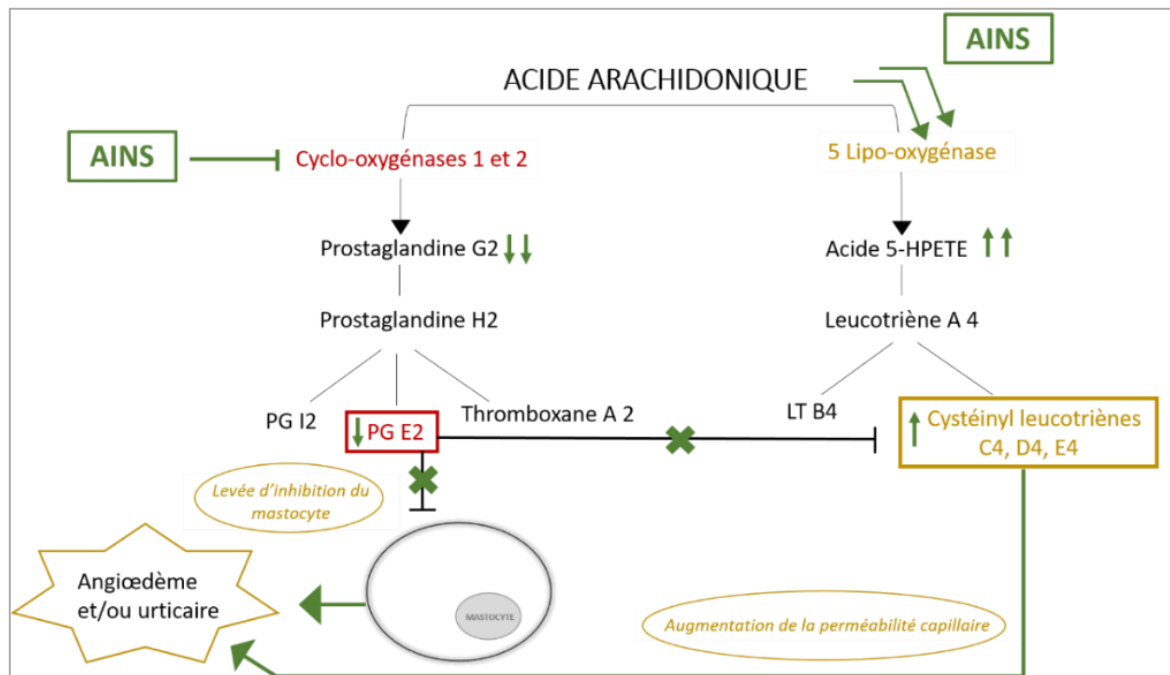 AINS
ACIDE ARACHIDONIQUE
AINS
Cyclo-oxygénases 1 et 2
5 Lipo-oxygénase
Prostaglandine G2
Acide 5-HPETE
Prostaglandine H2
Leucotriène A 4
PG I2
PG E2
Thromboxane A 2
LT B4
Cystéinyl leucotriènes
C4, D4, E4
Levée d'inhibition du
mastocyte
Angiœdème
et/ou urticaire
MASTOCYTE
Augmentation de la perméabilité capillaire